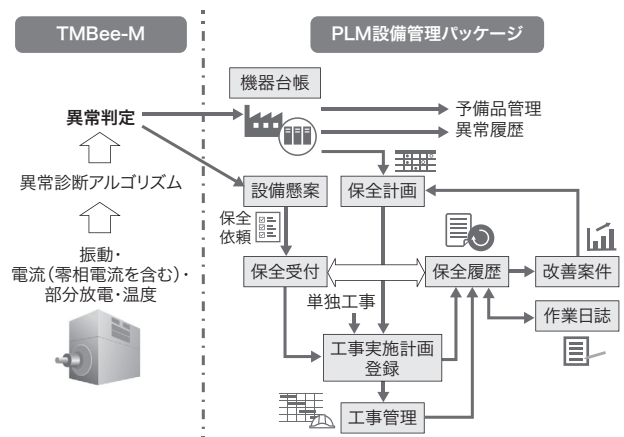 TMBee-M
PLM設備管理パッケージ
機器台帳
異常判定
予備品管理
異常履歴
異常診断アルゴリズム
設備懸案
保全計画
保全
依頼
振動・
電流(零相電流を含む)・
部分放電・温度
保全受付
保全履歴
改善案件
単独工事
作業日誌
工事実施計画
登録
工事管理